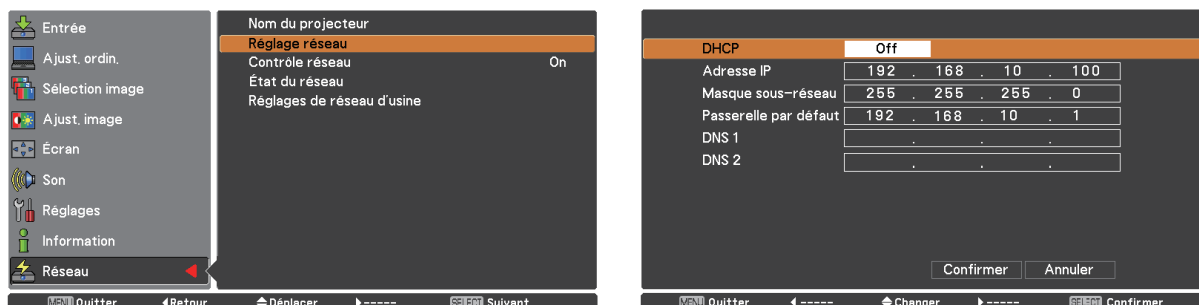 Entrée
Ajust. ordin.
Sélection image
Ajust. image
Écran
Son
Réglages
Information
Réseau
Nom du projecteur
Réglage réseau
Contrôle réseau On
État du réseau
Réglages de réseau d'usine
MENU Quitter Retour Déplacer ----- SELECT Suivant
DHCP Off
Adresse IP 192 . 168 . 10 . 100
Masque sous-réseau 255 . 255 . 255 . 0
Passerelle par défaut 192 . 168 . 10 . 1
DNS 1 . . .
DNS 2 . . .
Confirmer Annuler
MENU Quitter ----- Changer ----- SELECT Confirmer